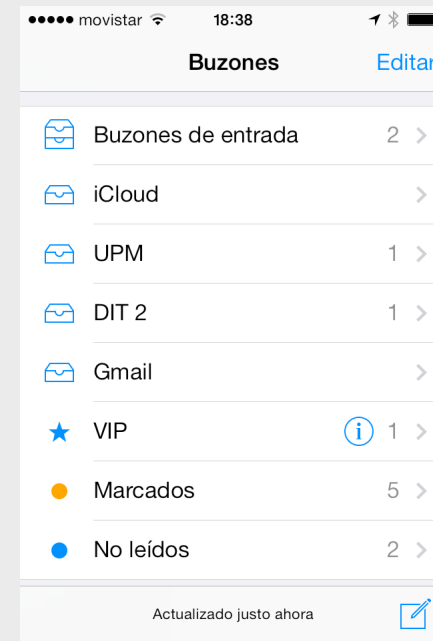 movistar 18:38
Buzones Editar
Buzones de entrada 2
iCloud
UPM 1
DIT 2 1
Gmail
VIP i 1
Marcados 5
No leídos 2
Actualizado justo ahora